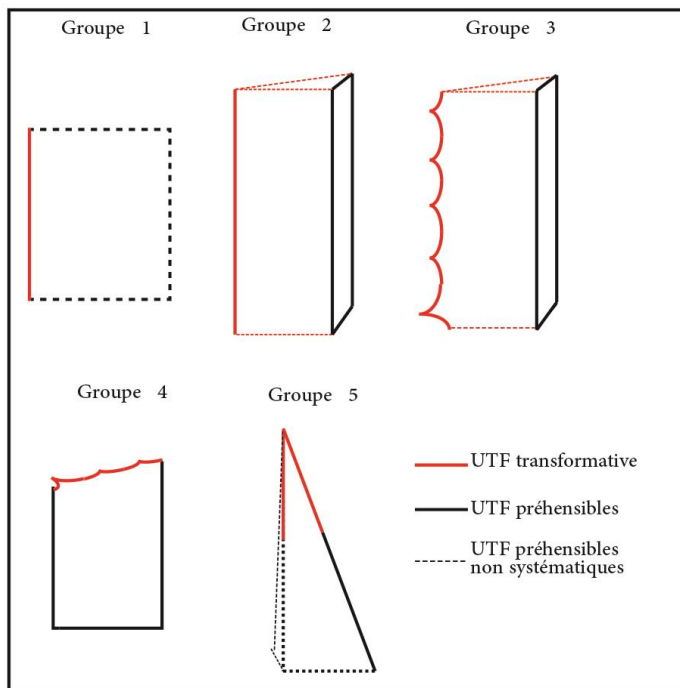 Groupe 1
Groupe 2
Groupe 3
Groupe 4
Groupe 5
UTF transformative
UTF préhensibles
UTF préhensibles
non systématiques